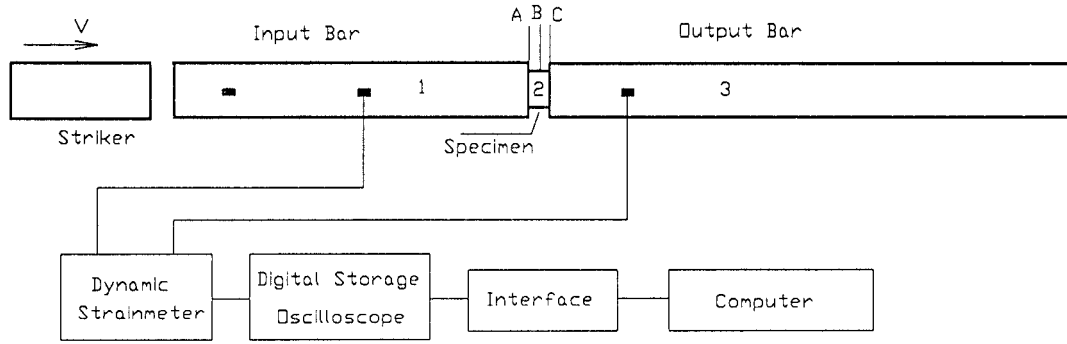 V
Input Bar
A B C
Output Bar
1
2
3
Striker
Specimen
Dynamic
Strainmeter
Digital Storage
Oscilloscope
Interface
Computer